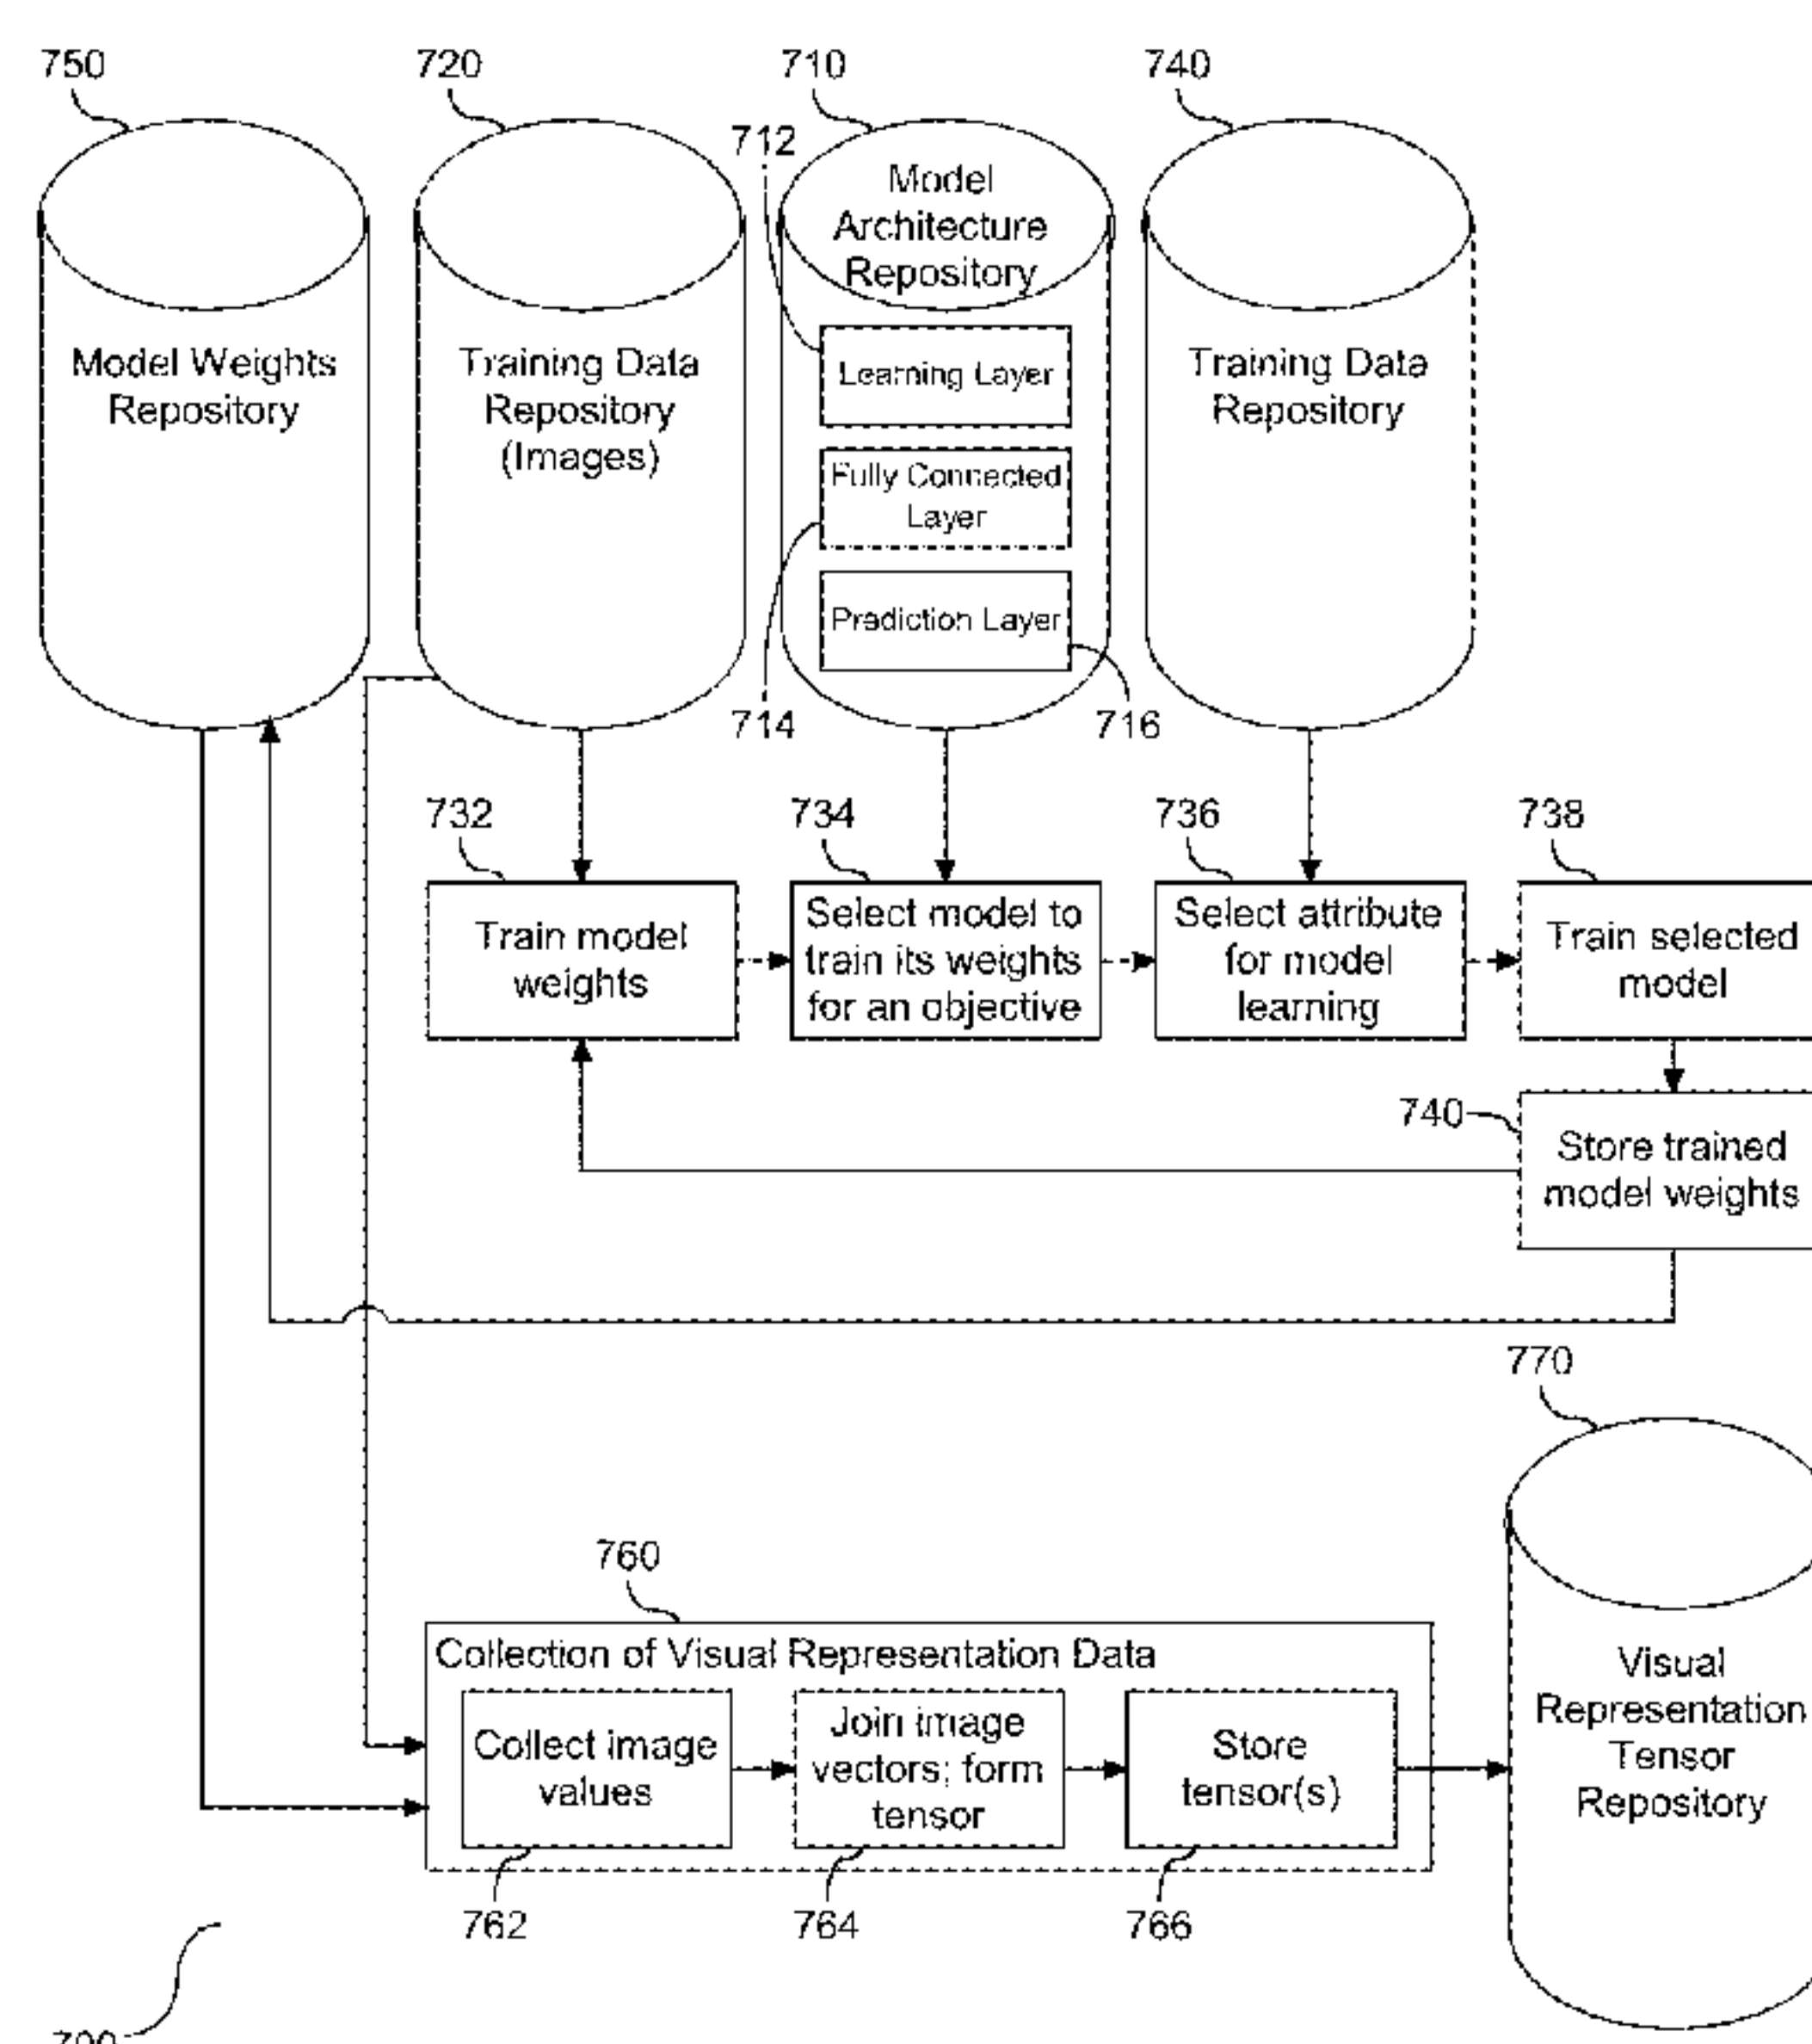 750
720
710
740
712
Model
Architecture
Repository
Model Weights
Repository
Training Data
Repository
(Images)
Learning Layer
Training Data
Repository
Fully Connected
Layer
Prediction Layer
714
716
732
734
736
738
Train model
weights
Select model to
train its weights
for an objective
Select attribute
for model
learning
Train selected
model
740
Store trained
model weights
770
760
Collection of Visual Representation Data
Collect image
values
Join image
vectors; form
tensor
Store
tensor(s)
Visual
Representation
Tensor
Repository
762
764
766